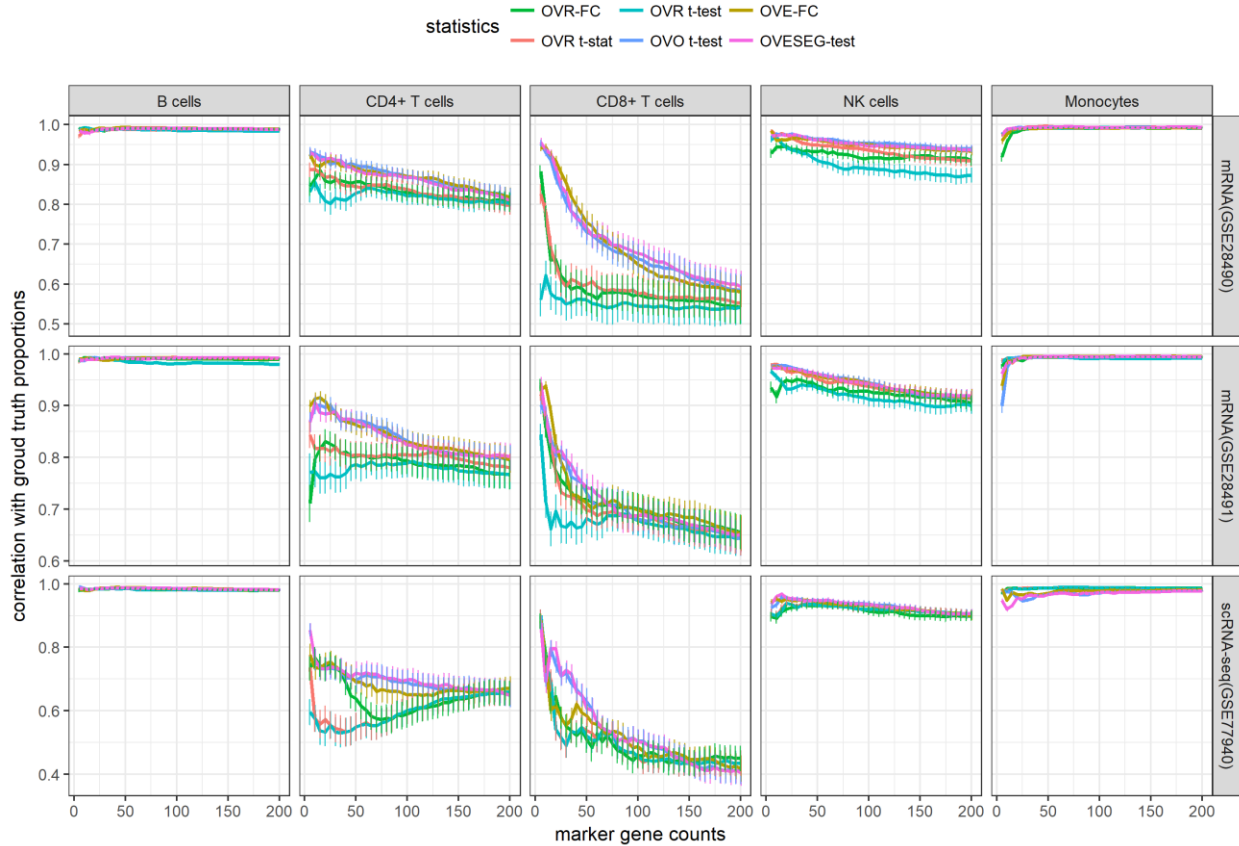 statistics
OVR-FC OVR t-test OVE-FC
OVR t-stat OVO t-test OVESEG-test
B cells CD4+ T cells CD8+ T cells NK cells Monocytes
correlation with groud truth proportions
1.0
0.9
0.8
0.7
0.6
0.5
mRNA(GSE28490)
1.0
0.9
0.8
0.7
0.6
mRNA(GSE28491)
1.0
0.8
0.6
0.4
scRNA-seq(GSE77940)
0 50 100 150 200 0 50 100 150 200 0 50 100 150 200 0 50 100 150 200 0 50 100 150 200
marker gene counts